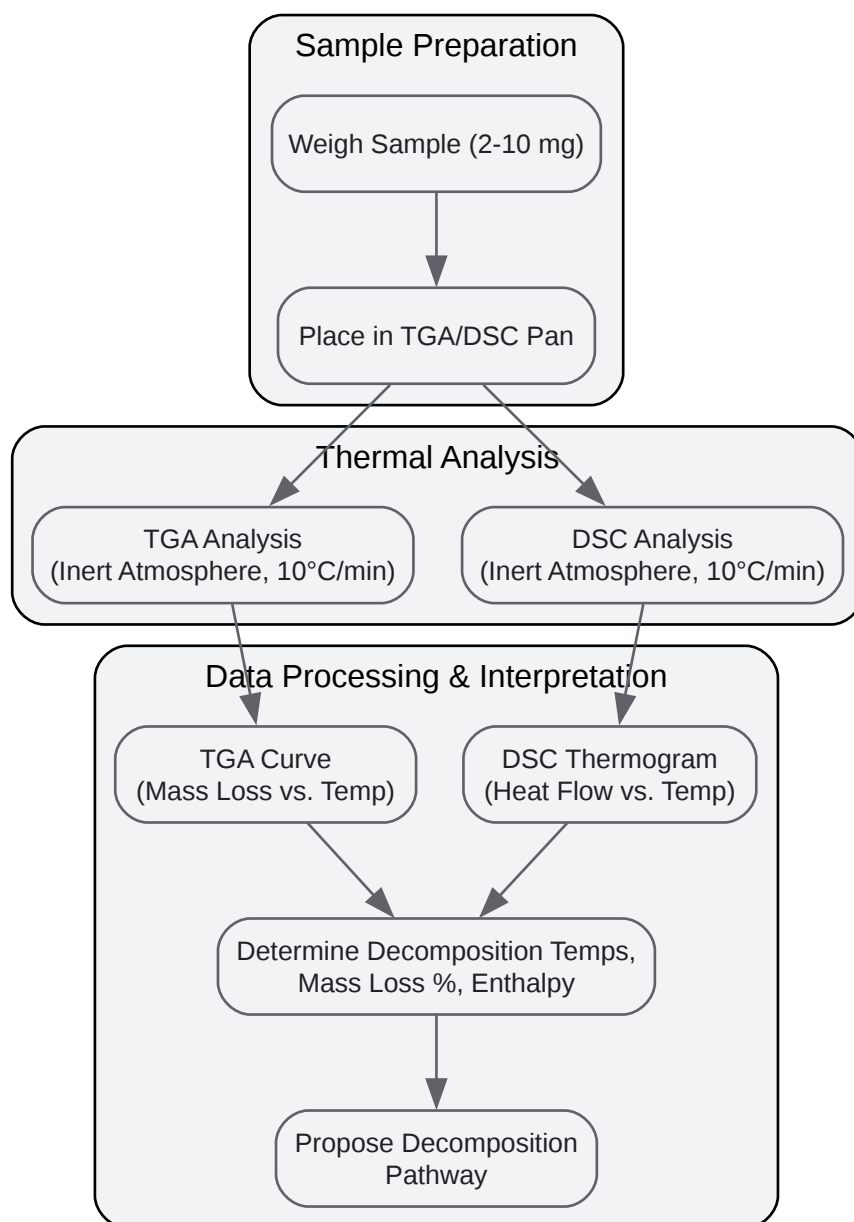 Sample Preparation
Weigh Sample (2-10 mg)
Place in TGA/DSC Pan
Thermal Analysis
TGA Analysis
(Inert Atmosphere, 10°C/min)
DSC Analysis
(Inert Atmosphere, 10°C/min)
Data Processing & Interpretation
TGA Curve
(Mass Loss vs. Temp)
DSC Thermogram
(Heat Flow vs. Temp)
Determine Decomposition Temps,
Mass Loss %, Enthalpy
Propose Decomposition
Pathway